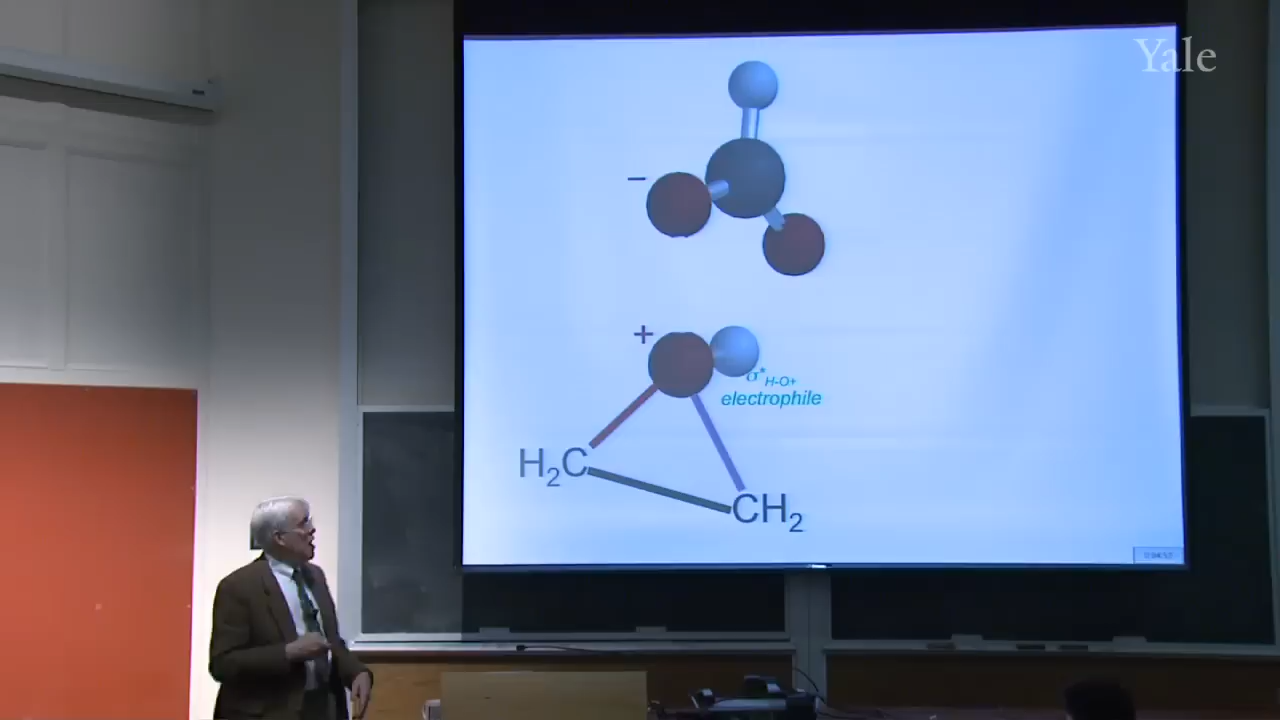 Yale
−
+
σ* H-O+
electrophile
H₂C
CH₂